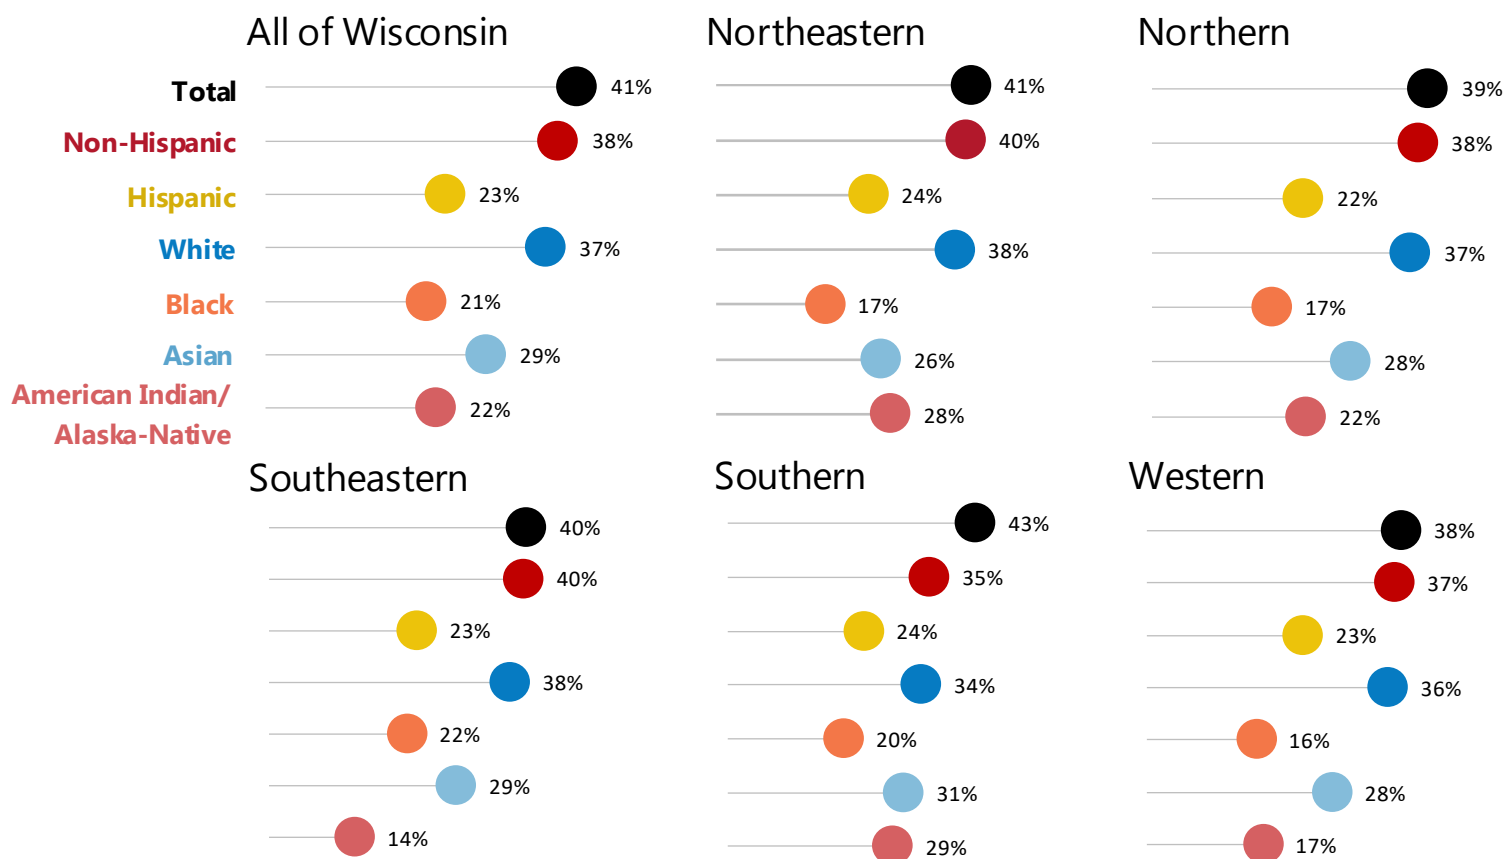 All of Wisconsin
Northeastern
Northern
Total 41% 41% 39%
Non-Hispanic 38% 40% 38%
Hispanic 23% 24% 22%
White 37% 38% 37%
Black 21% 17% 17%
Asian 29% 26% 28%
American Indian/
Alaska-Native 22% 28% 22%
Southeastern
Southern
Western
40% 43% 38%
40% 35% 37%
23% 24% 23%
38% 34% 36%
22% 20% 16%
29% 31% 28%
14% 29% 17%